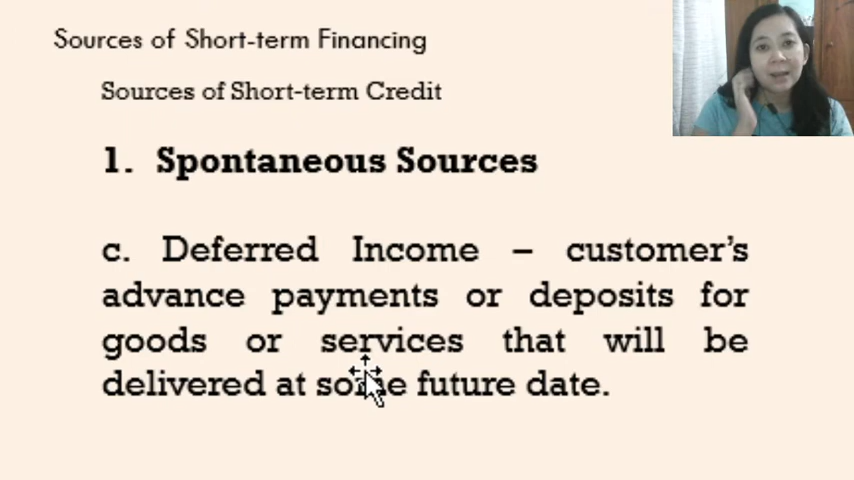 Sources of Short-term Financing
Sources of Short-term Credit
1. Spontaneous Sources
c. Deferred Income – customer's
advance payments or deposits for
goods or services that will be
delivered at some future date.